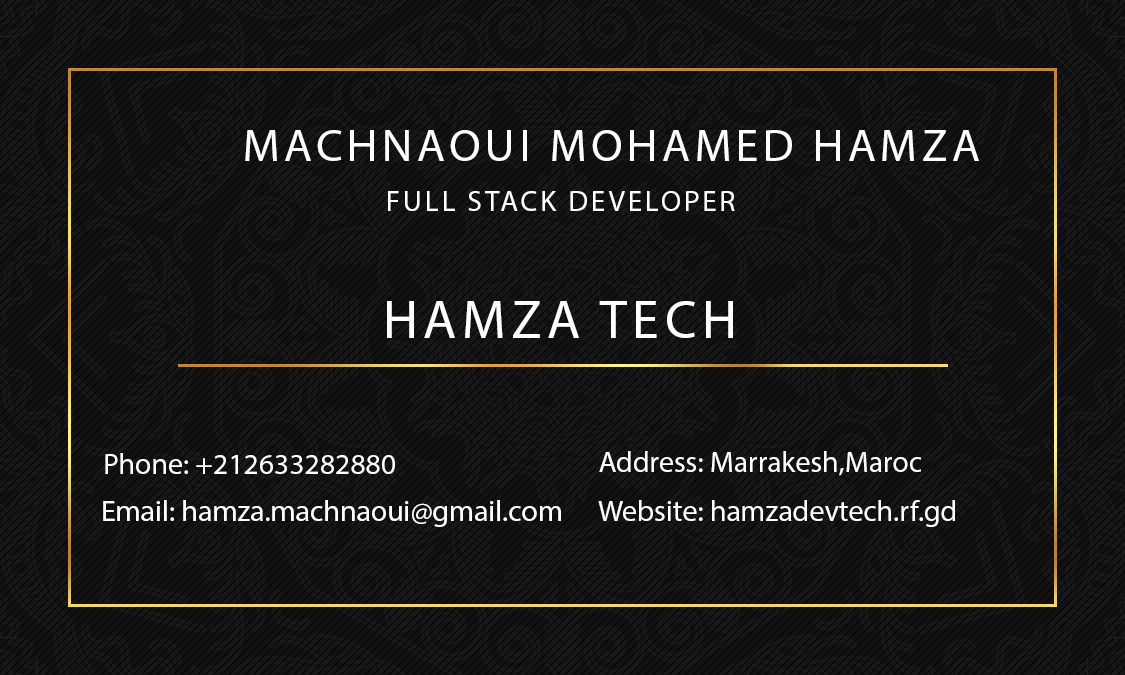 MACHNAOUI MOHAMED HAMZA
FULL STACK DEVELOPER
HAMZA TECH
Phone: +212633282880
Address: Marrakesh,Maroc
Email: hamza.machnaoui@gmail.com
Website: hamzadevtech.rf.gd